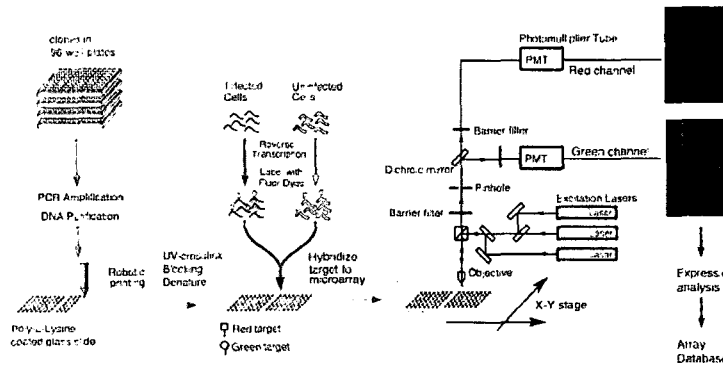 clones in
96 well plates
PCR Amplification
DNA Purification
Robotic
printing
Poly-L-Lysine
coated glass slide
UV-crosslink
Blocking
Denature
Infected
Cells
Uninfected
Cells
Reverse
Transcription
Label with
Fluor Dyes
Hybridize
target to
microarray
Red target
Green target
Photomultiplier Tube
PMT
Red channel
Barrier filter
PMT
Green channel
Dichroic mirror
Pinhole
Barrier filter
Excitation Lasers
Laser
Laser
Laser
Objective
X-Y stage
Express
analysis
Array
Database